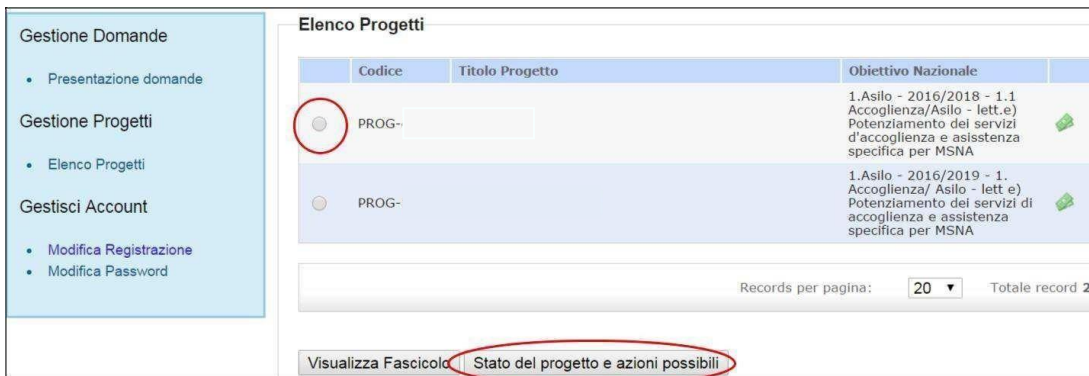 Gestione Domande
Presentazione domande
Gestione Progetti
Elenco Progetti
Gestisci Account
Modifica Registrazione
Modifica Password
Elenco Progetti
Codice Titolo Progetto Obiettivo Nazionale
PROG-
1.Asilo - 2016/2018 - 1.1
Accoglienza/Asilo - lett.e)
Potenziamento dei servizi
d'accoglienza e asisstenza
specifica per MSNA
PROG-
1.Asilo - 2016/2019 - 1.
Accoglienza/ Asilo - lett e)
Potenziamento dei servizi di
accoglienza e assistenza
specifica per MSNA
Records per pagina: 20 Totale record 2
Visualizza Fascicolo Stato del progetto e azioni possibili